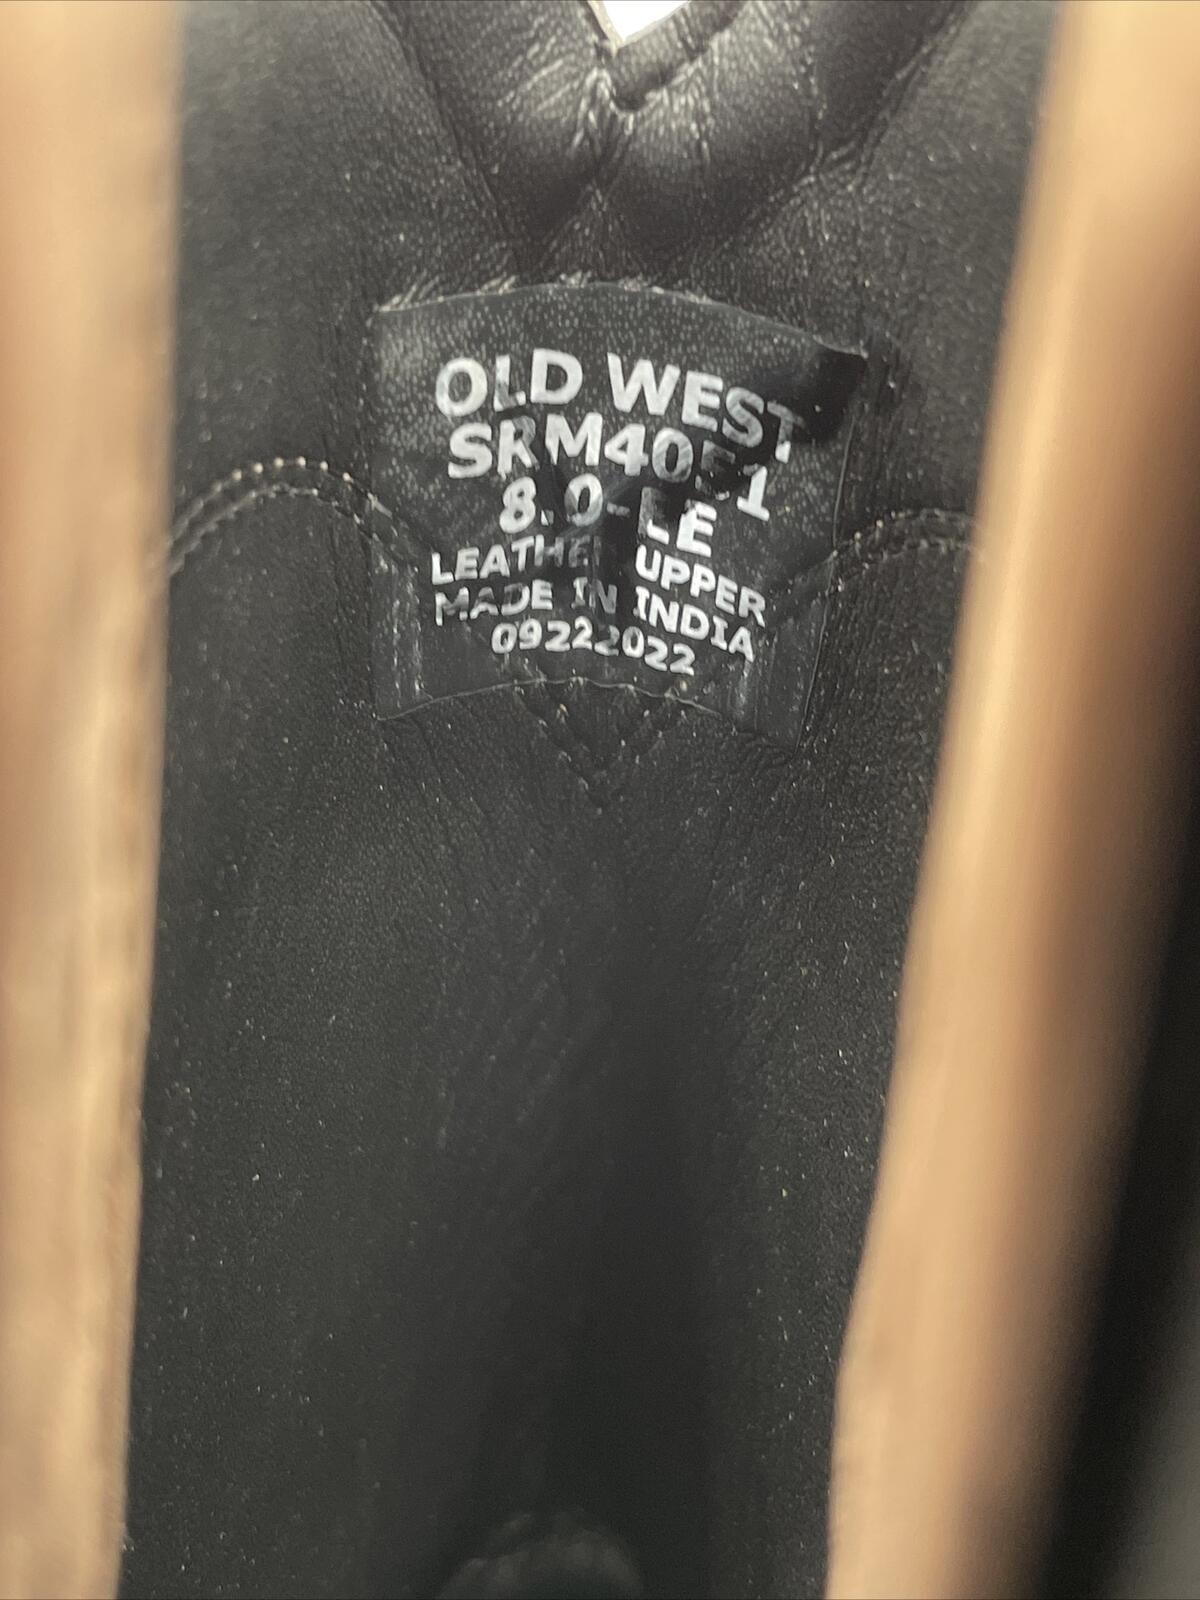 OLD WEST
SRM4051
8.0-EE
LEATHER UPPER
MADE IN INDIA
09222022